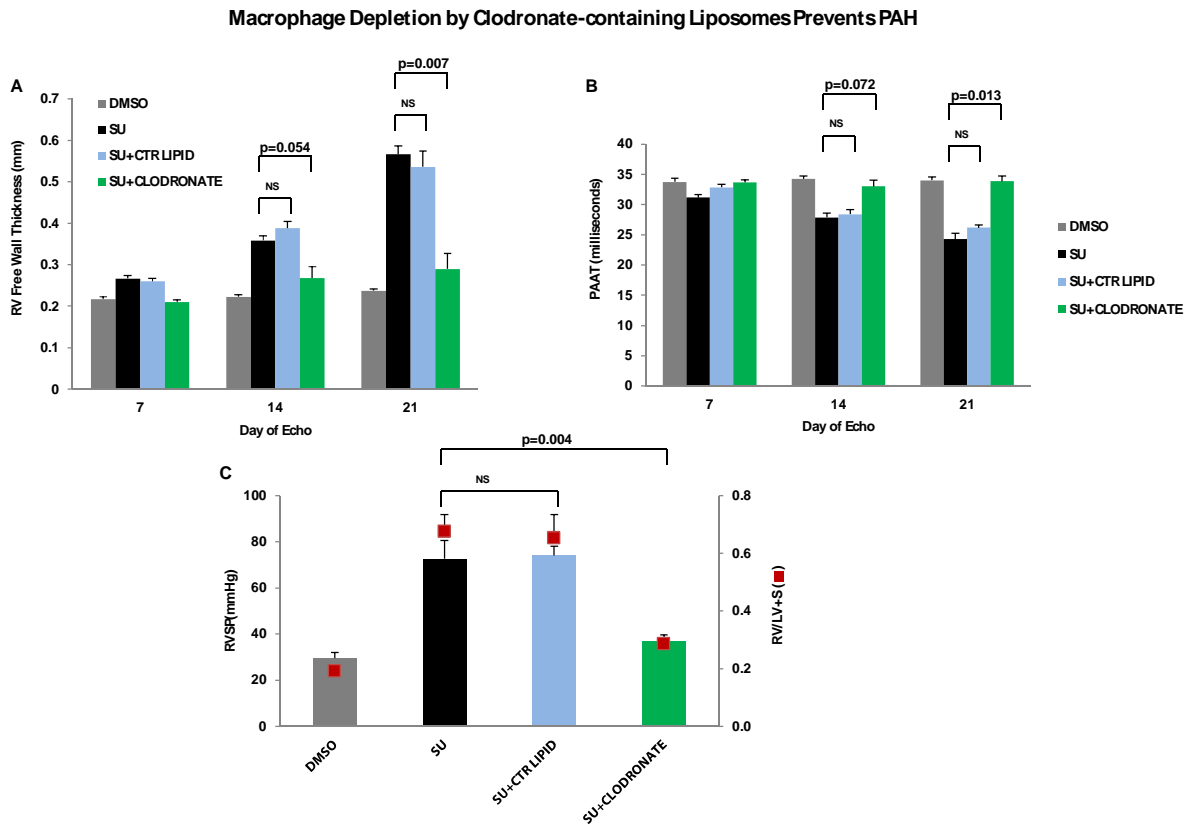 Macrophage Depletion by Clodronate-containing Liposomes Prevents PAH
A
p=0.007
NS
p=0.054
NS
DMSO
SU
SU+CTR LIPID
SU+CLODRONATE
RV Free Wall Thickness (mm)
0.7
0.6
0.5
0.4
0.3
0.2
0.1
0
7 14 21
Day of Echo
B
p=0.072
NS
p=0.013
NS
PAAT (milliseconds)
40
35
30
25
20
15
10
5
0
7 14 21
Day of Echo
DMSO
SU
SU+CTR LIPID
SU+CLODRONATE
C
p=0.004
NS
RVSP(mmHg)
100
80
60
40
20
0
0.8
0.6
0.4
0.2
0.0
RV/LV+S ( )
DMSO
SU
SU+CTR LIPID
SU+CLODRONATE